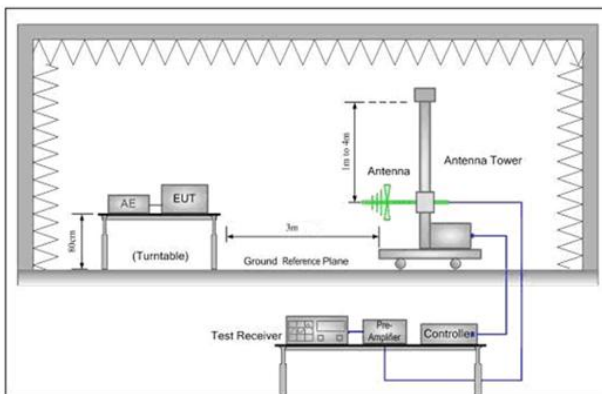 1m to 4m
Antenna
Antenna Tower
AE
EUT
80cm
(Turntable)
3m
Ground Reference Plane
Test Receiver
Pre-
Amplifier
Controller